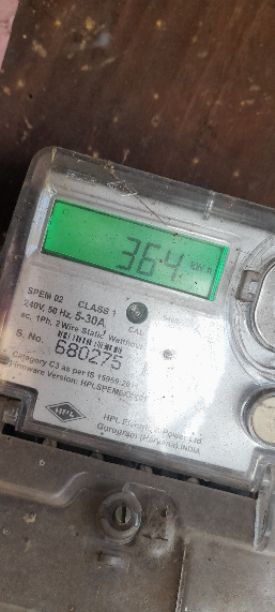 364 kWh
SPEM 02 CLASS 1
240V, 50 Hz, 5-30A CAL
ac, 1Ph, 2 Wire Static Watthour
S. No. 680275
Category C3 as per IS 15959
Firmware Version:
HPL
HPL Electric & Power Ltd
Gurugram (Haryana) INDIA